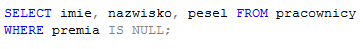 SELECT imie, nazwisko, pesel FROM pracownicy
WHERE premia IS NULL;